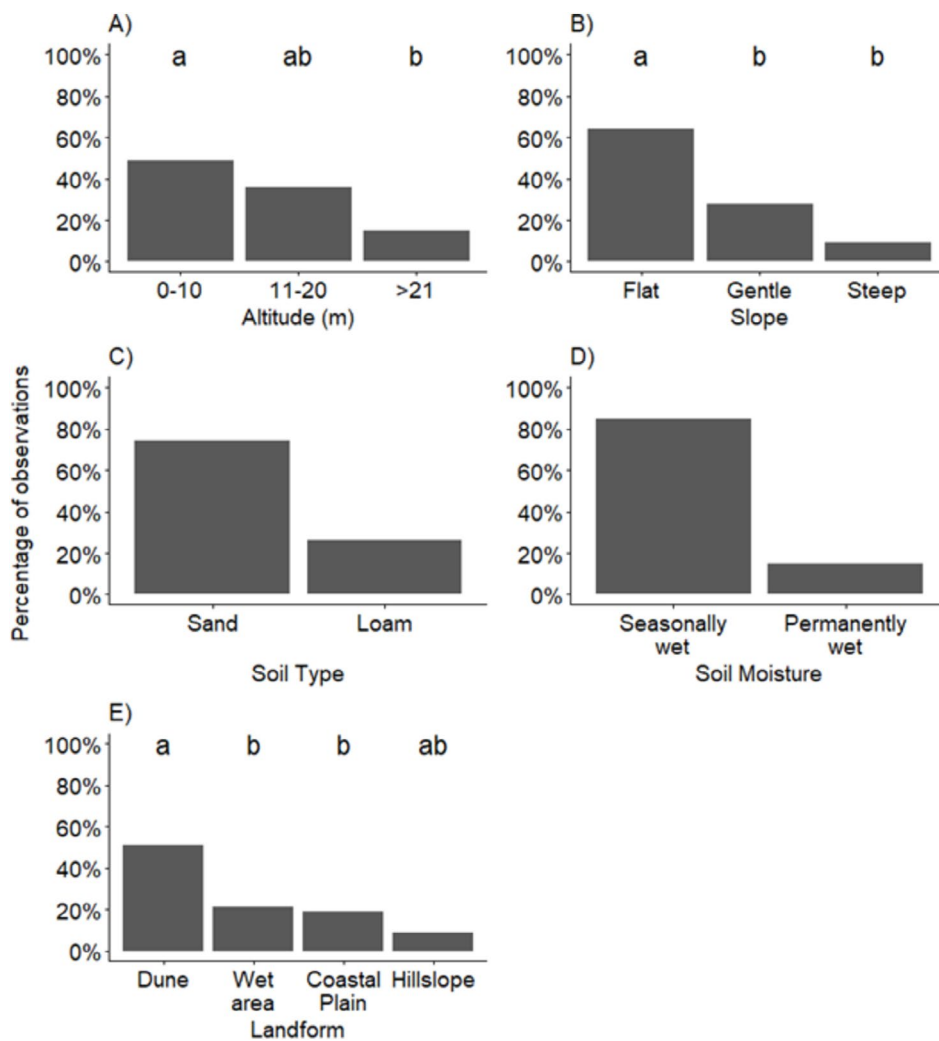 A)
a ab b
100%
80%
60%
40%
20%
0%
0-10 11-20 >21
Altitude (m)
B)
a b b
100%
80%
60%
40%
20%
0%
Flat Gentle Steep
Slope
Percentage of observations
C)
100%
80%
60%
40%
20%
0%
Sand Loam
Soil Type
D)
100%
80%
60%
40%
20%
0%
Seasonally Permanently
wet wet
Soil Moisture
E)
a b b ab
100%
80%
60%
40%
20%
0%
Dune Wet Coastal Hillslope
area Plain
Landform